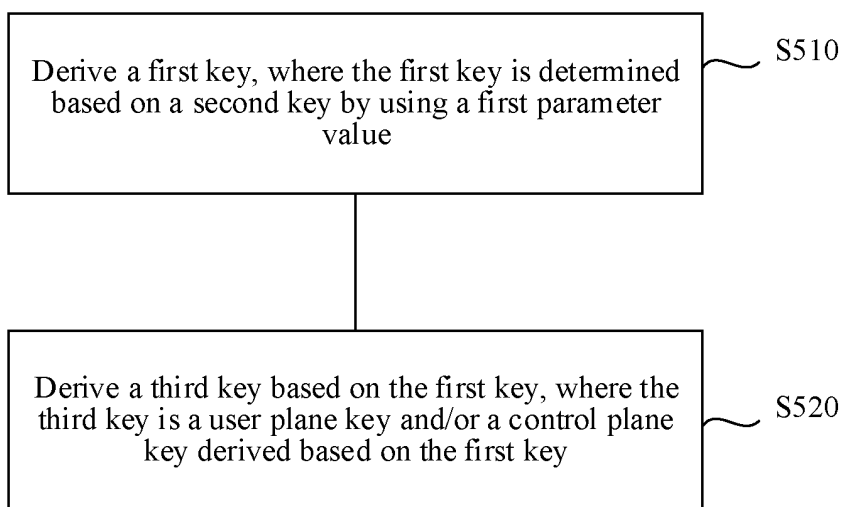 Derive a first key, where the first key is determined
based on a second key by using a first parameter
value
S510
Derive a third key based on the first key, where the
third key is a user plane key and/or a control plane
key derived based on the first key
S520